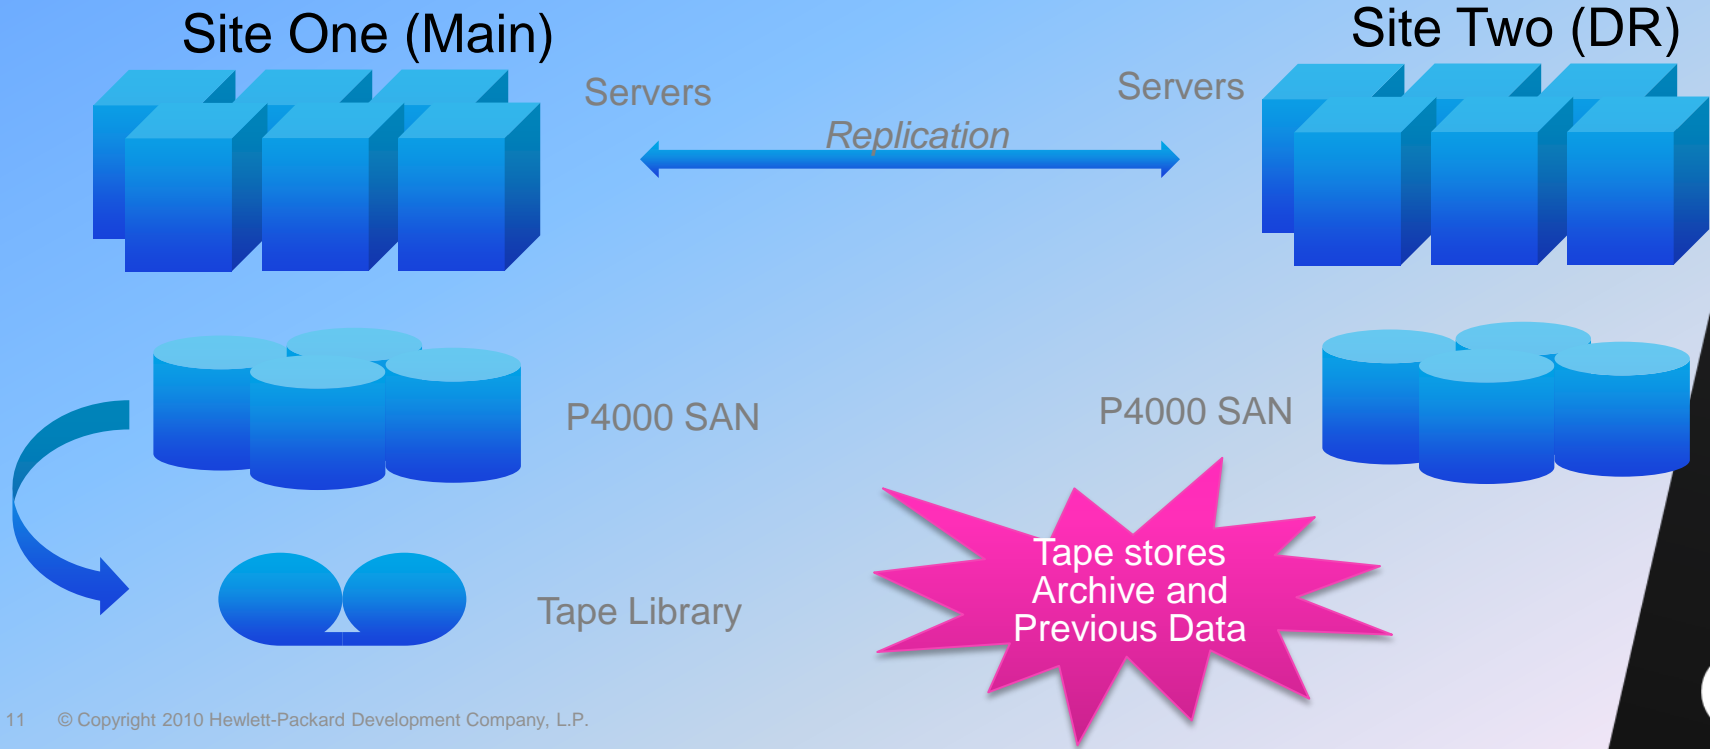 Site One (Main)
Site Two (DR)
Servers
Servers
Replication
P4000 SAN
P4000 SAN
Tape stores
Archive and
Previous Data
Tape Library
11 © Copyright 2010 Hewlett-Packard Development Company, L.P.